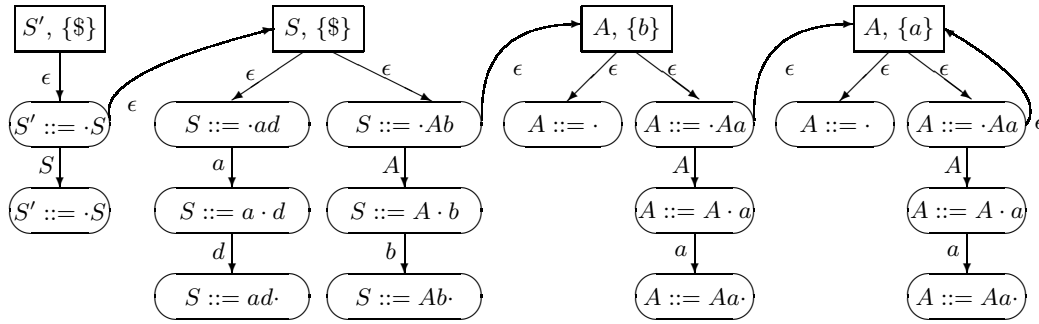 S′, {$} S, {$} A, {b} A, {a}
ϵ ϵ ϵ ϵ ϵ ϵ ϵ ϵ ϵ
ϵ ϵ
S′ ::= ·S S ::= ·ad S ::= ·Ab A ::= · A ::= ·Aa A ::= · A ::= ·Aa
S a A A A
S′ ::= ·S S ::= a · d S ::= A · b A ::= A · a A ::= A · a
d b a a
S ::= ad· S ::= Ab· A ::= Aa· A ::= Aa·